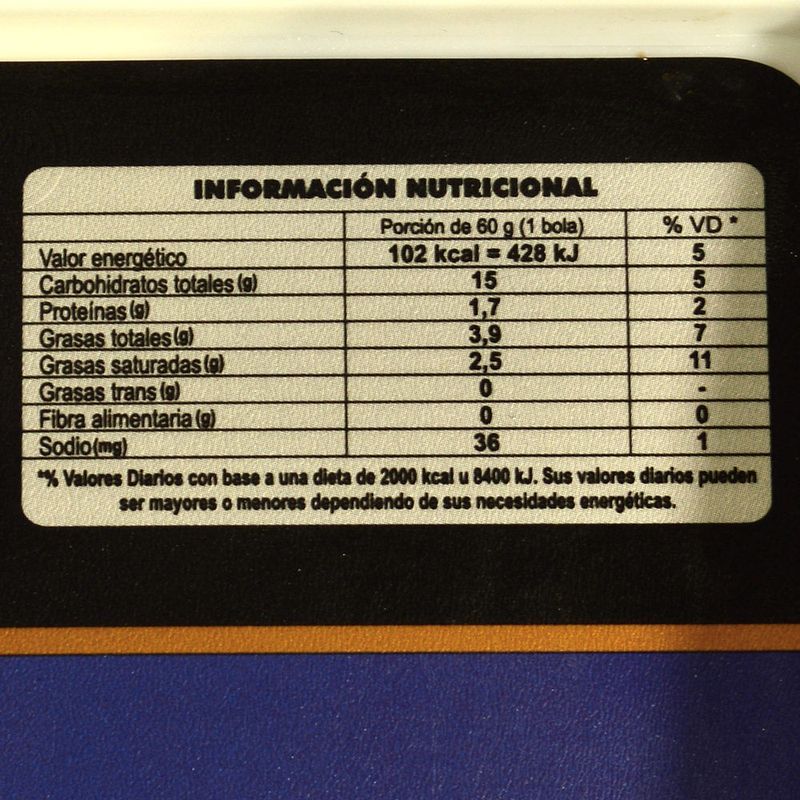 INFORMACIÓN NUTRICIONAL
Porción de 60 g (1 bola) % VD *
Valor energético 102 kcal = 428 kJ 5
Carbohidratos totales (g) 15 5
Proteínas (g) 1,7 2
Grasas totales (g) 3,9 7
Grasas saturadas (g) 2,5 11
Grasas trans (g) 0 -
Fibra alimentaria (g) 0 0
Sodio (mg) 36 1
*% Valores Diarios con base a una dieta de 2000 kcal u 8400 kJ. Sus valores diarios pueden
ser mayores o menores dependiendo de sus necesidades energéticas.